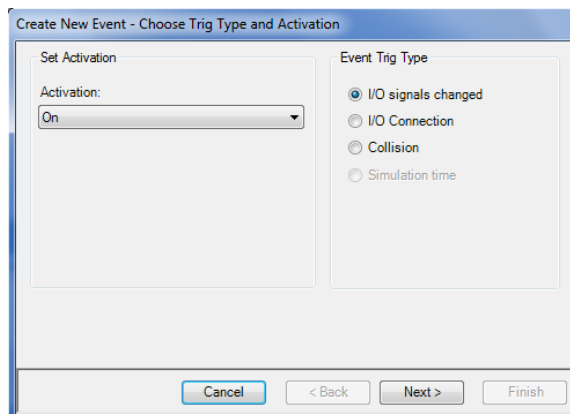 Create New Event - Choose Trig Type and Activation
Set Activation
Activation:
On
Event Trig Type
I/O signals changed
I/O Connection
Collision
Simulation time
Cancel
< Back
Next >
Finish